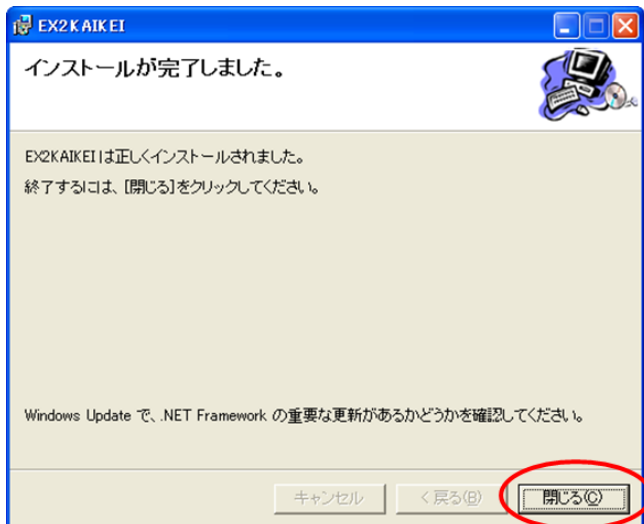 EX2KAIKEI
インストールが完了しました。
EX2KAIKEIは正しくインストールされました。
終了するには、[閉じる]をクリックしてください。
Windows Update で、.NET Framework の重要な更新があるかどうかを確認してください。
キャンセル
< 戻る(B)
閉じる(C)